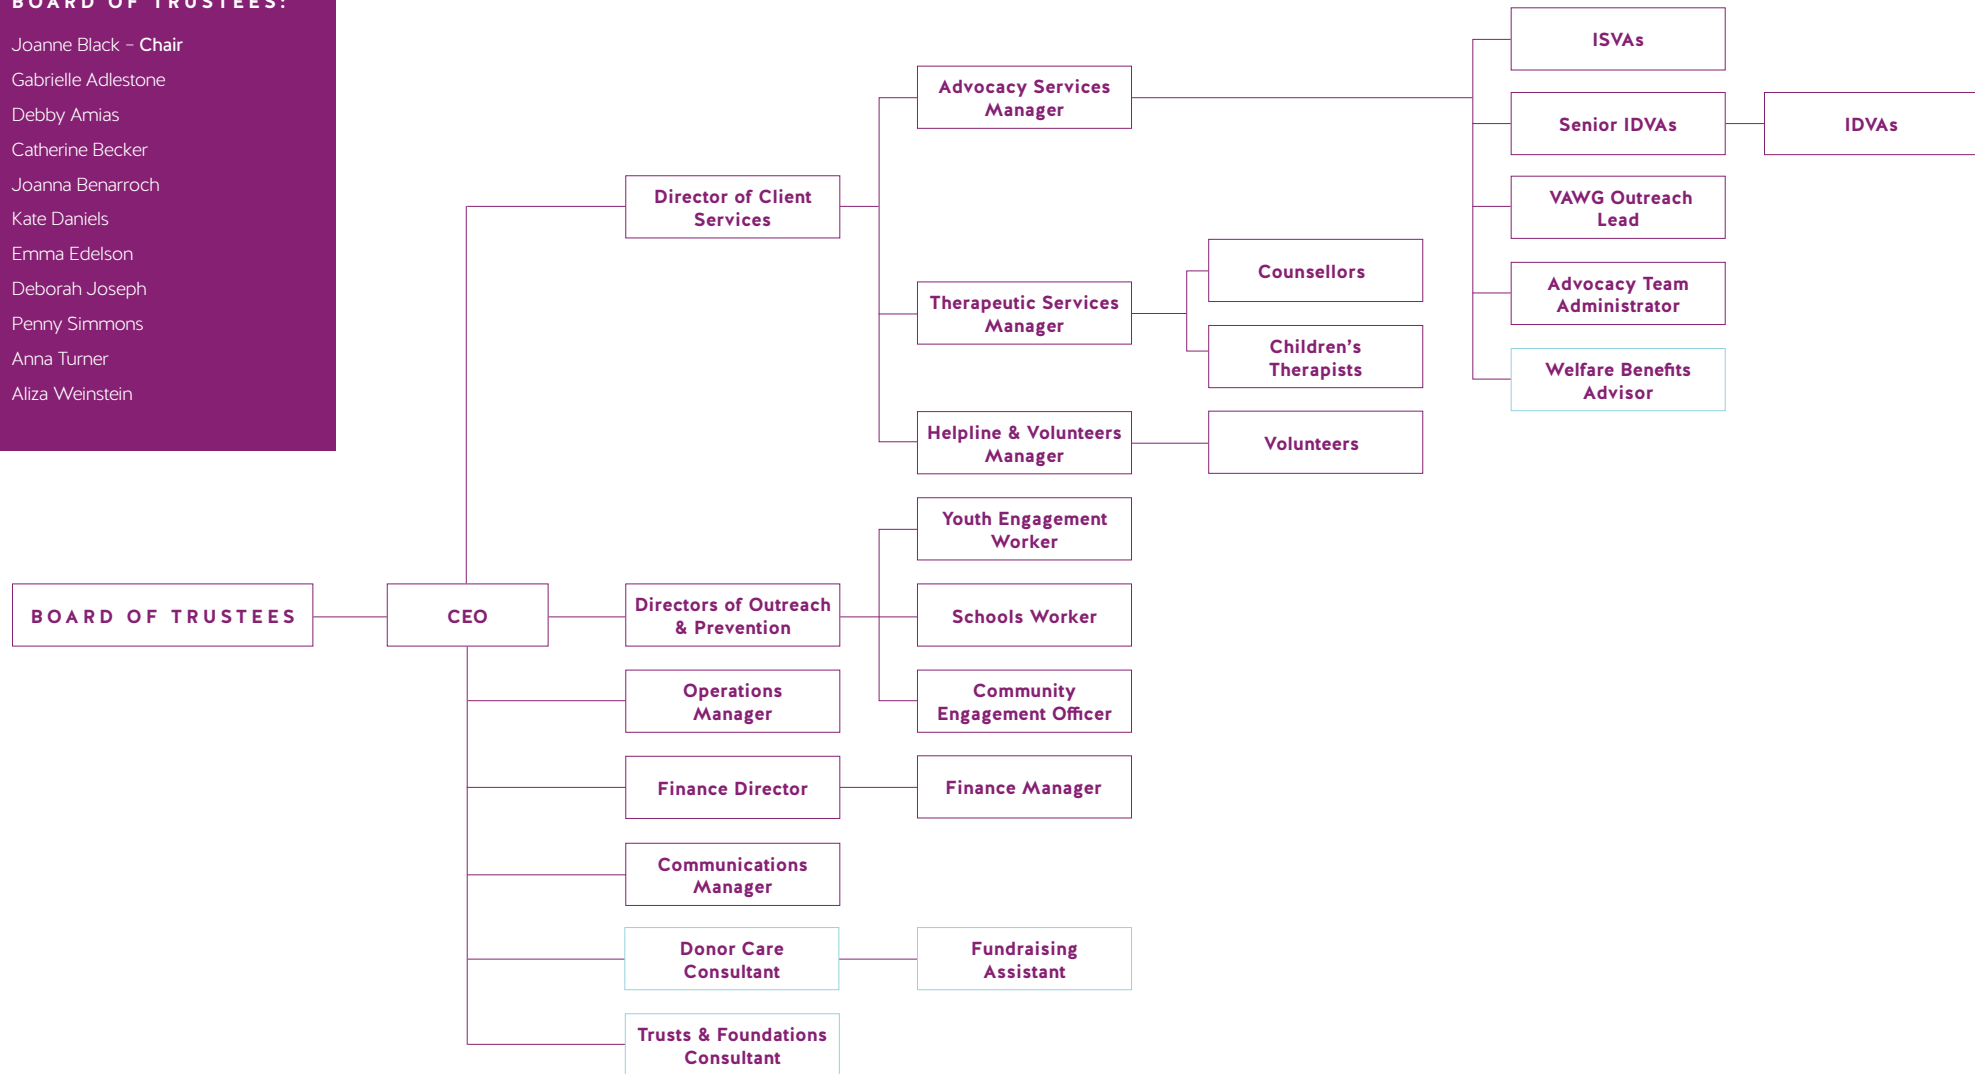 BOARD OF TRUSTEES:
Joanne Black – Chair
Gabrielle Adlestone
Debby Amias
Catherine Becker
Joanna Benarroch
Kate Daniels
Emma Edelson
Deborah Joseph
Penny Simmons
Anna Turner
Aliza Weinstein
BOARD OF TRUSTEES
CEO
Director of Client
Services
Advocacy Services
Manager
ISVAs
Senior IDVAs
IDVAs
VAWG Outreach
Lead
Advocacy Team
Administrator
Welfare Benefits
Advisor
Therapeutic Services
Manager
Counsellors
Children's
Therapists
Helpline & Volunteers
Manager
Volunteers
Directors of Outreach
& Prevention
Youth Engagement
Worker
Schools Worker
Community
Engagement Officer
Operations
Manager
Finance Director
Finance Manager
Communications
Manager
Donor Care
Consultant
Fundraising
Assistant
Trusts & Foundations
Consultant